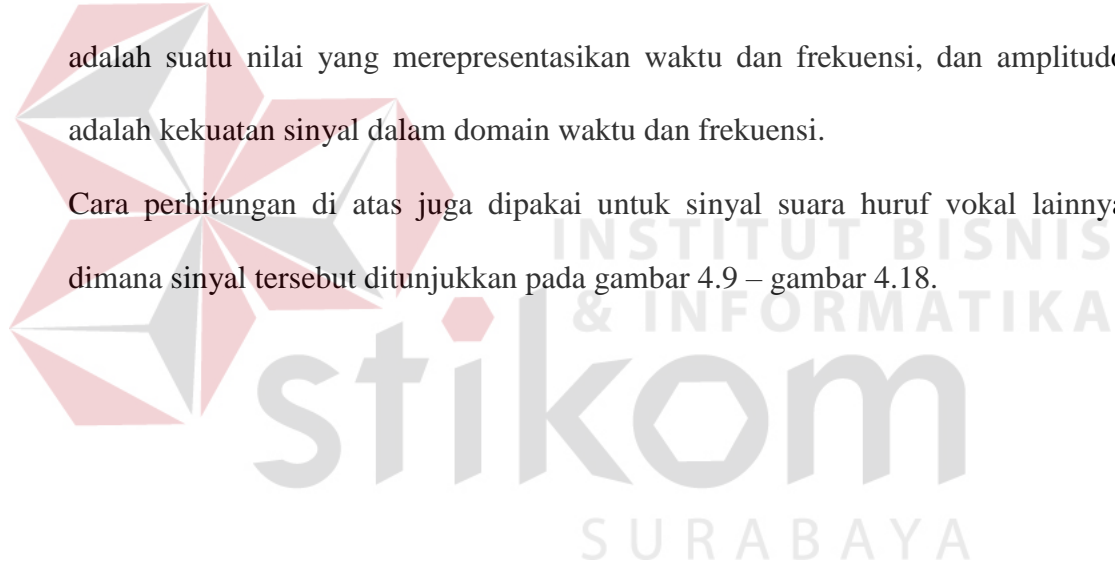 adalah suatu nilai yang merepresentasikan waktu dan frekuensi, dan amplitudo
adalah kekuatan sinyal dalam domain waktu dan frekuensi.
Cara perhitungan di atas juga dipakai untuk sinyal suara huruf vokal lainnya
INSTITUT BISNIS
dimana sinyal tersebut ditunjukkan pada gambar 4.9 – gambar 4.18.
& INFORMATIKA
stikom
SURABAYA